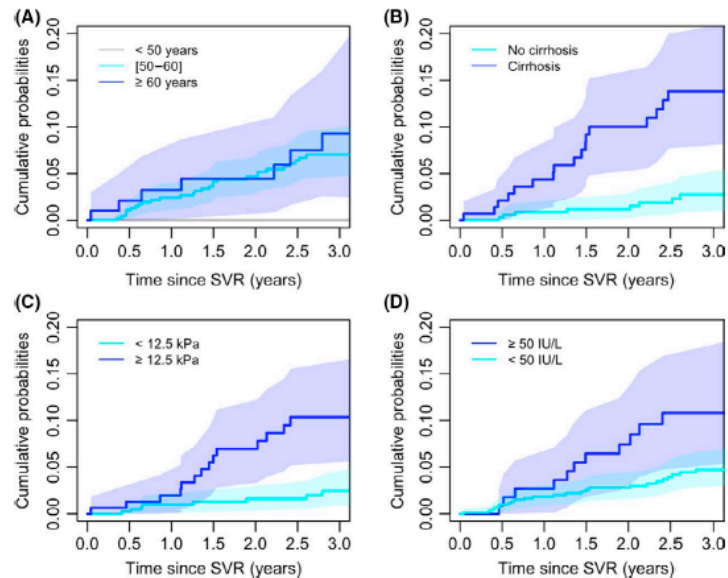 (A)
0.20
0.15
0.10
0.05
0.00
Cumulative probabilities
< 50 years
[50−60]
≥ 60 years
0.0 0.5 1.0 1.5 2.0 2.5 3.0
Time since SVR (years)
(B)
0.20
0.15
0.10
0.05
0.00
Cumulative probabilities
No cirrhosis
Cirrhosis
0.0 0.5 1.0 1.5 2.0 2.5 3.0
Time since SVR (years)
(C)
0.20
0.15
0.10
0.05
0.00
Cumulative probabilities
< 12.5 kPa
≥ 12.5 kPa
0.0 0.5 1.0 1.5 2.0 2.5 3.0
Time since SVR (years)
(D)
0.20
0.15
0.10
0.05
0.00
Cumulative probabilities
≥ 50 IU/L
< 50 IU/L
0.0 0.5 1.0 1.5 2.0 2.5 3.0
Time since SVR (years)